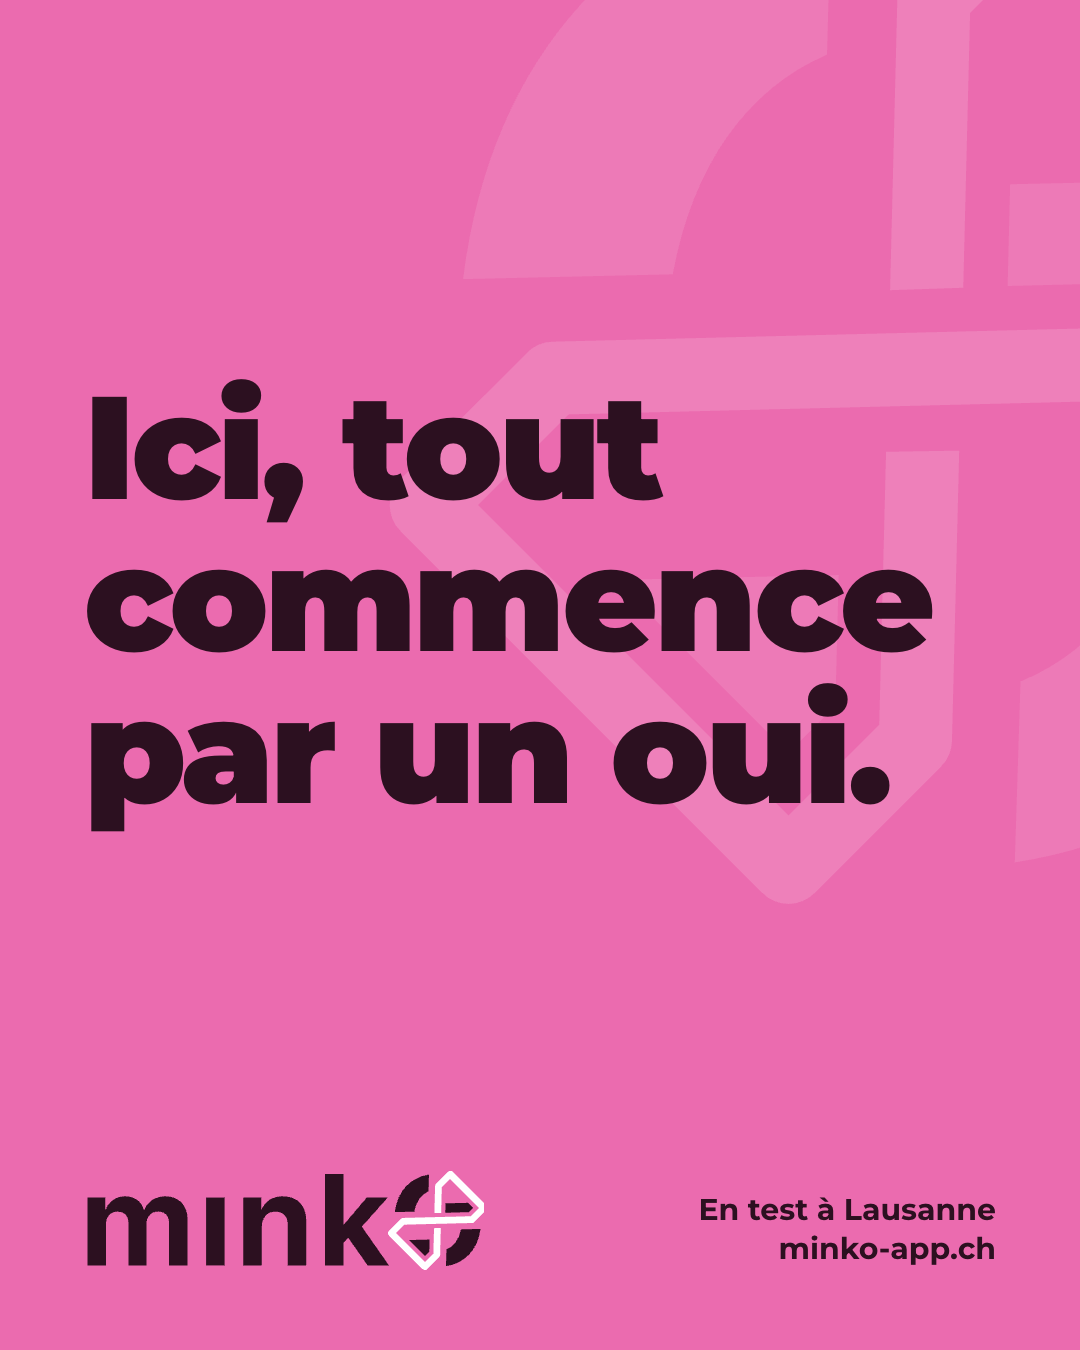 Ici, tout
commence
par un oui.
minko
En test à Lausanne
minko-app.ch